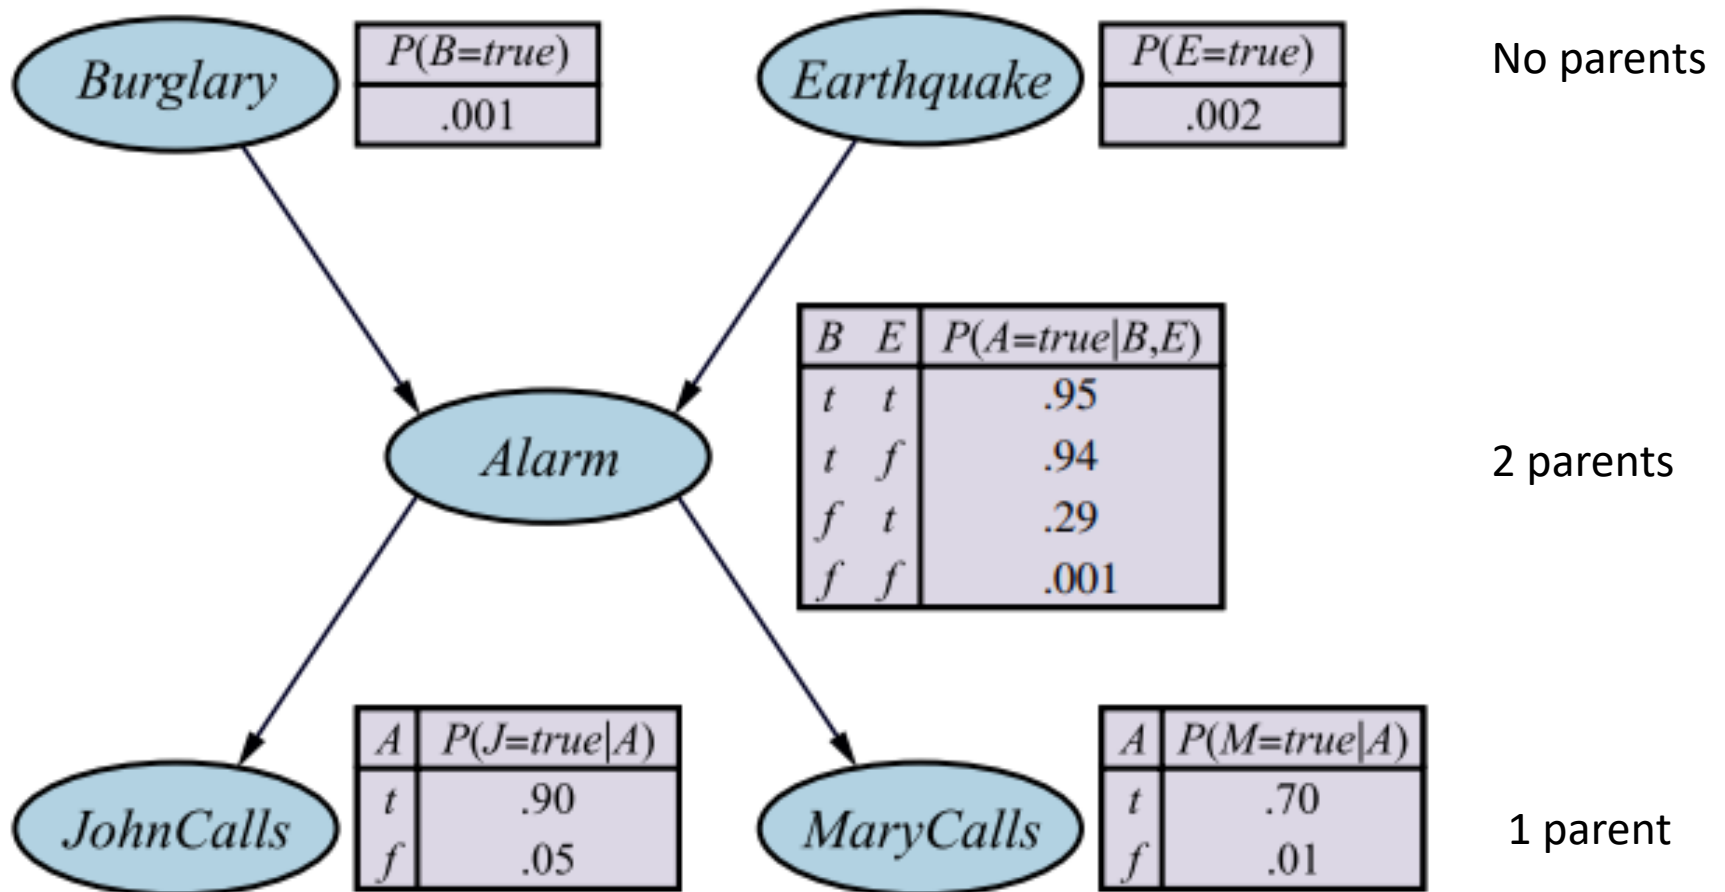 Burglary
P(B=true)
.001
Earthquake
P(E=true)
.002
No parents
Alarm
B E P(A=true|B,E)
t t .95
t f .94
f t .29
f f .001
2 parents
JohnCalls
A P(J=true|A)
t .90
f .05
MaryCalls
A P(M=true|A)
t .70
f .01
1 parent